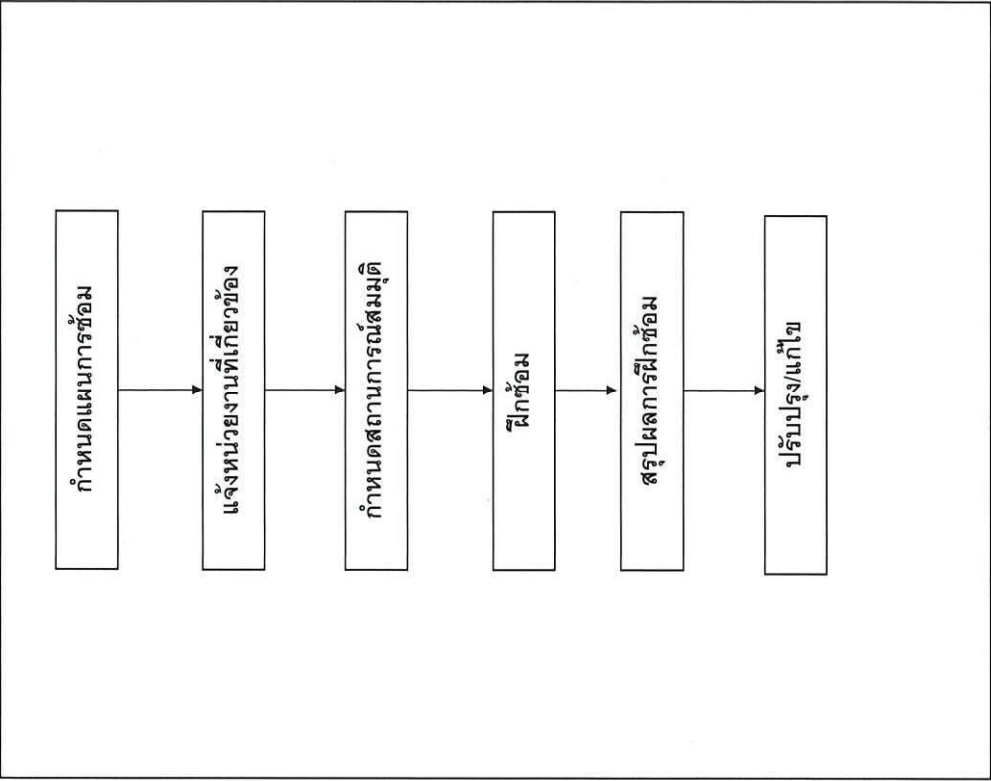 กำหนดแผนการซ้อม
แจ้งหน่วยงานที่เกี่ยวข้อง
กำหนดสถานการณ์สมมุติ
ฝึกซ้อม
สรุปผลการฝึกซ้อม
ปรับปรุง/แก้ไข